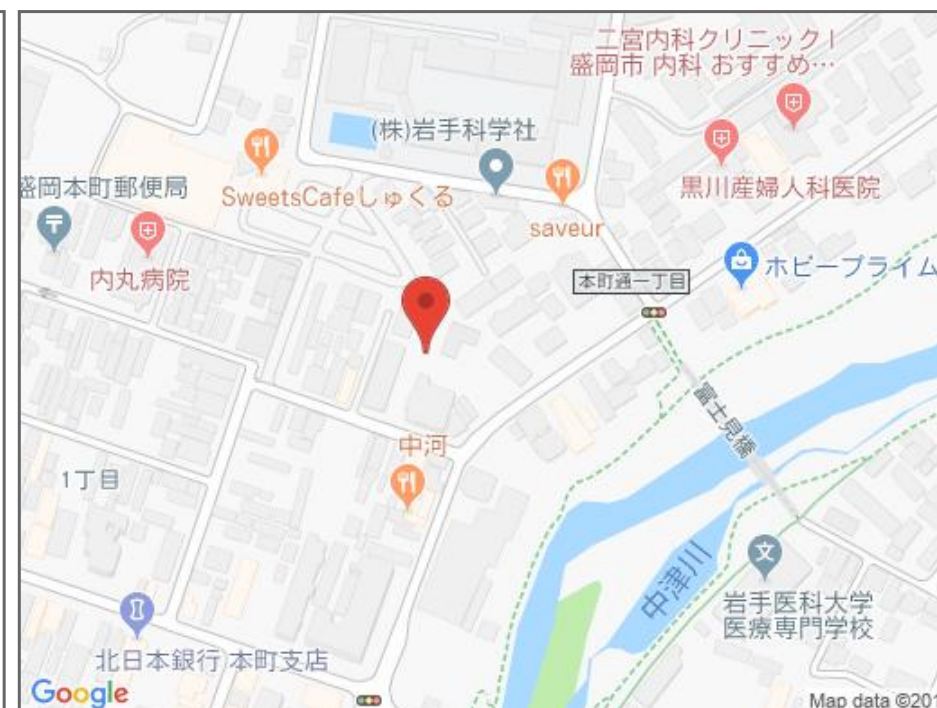 二宮内科クリニック |
盛岡市 内科 おすすめ…
(株)岩手科学社
盛岡本町郵便局
SweetsCafeしゅくる
黒川産婦人科医院
saveur
内丸病院
本町通一丁目
ホビープライム
富士見橋
中河
1丁目
中津川
岩手医科大学
医療専門学校
北日本銀行 本町支店
Google
Map data ©201